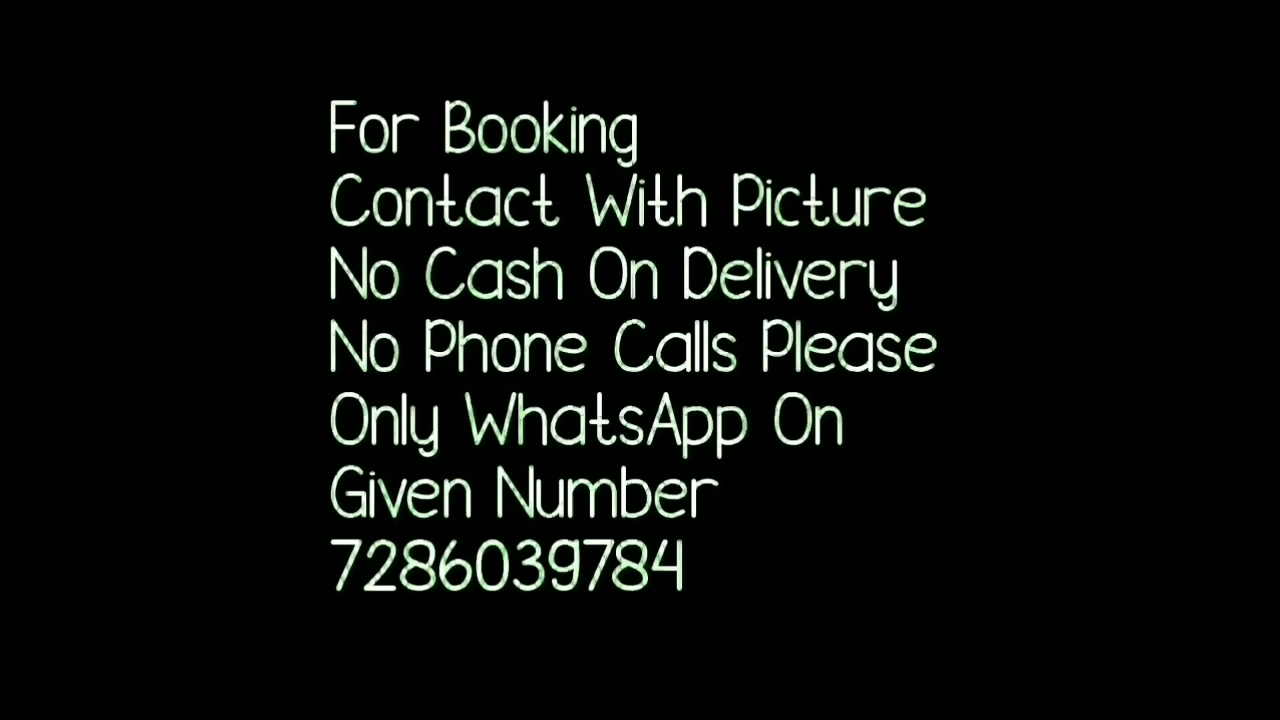 For Booking
Contact With Picture
No Cash On Delivery
No Phone Calls Please
Only WhatsApp On
Given Number
7286039784